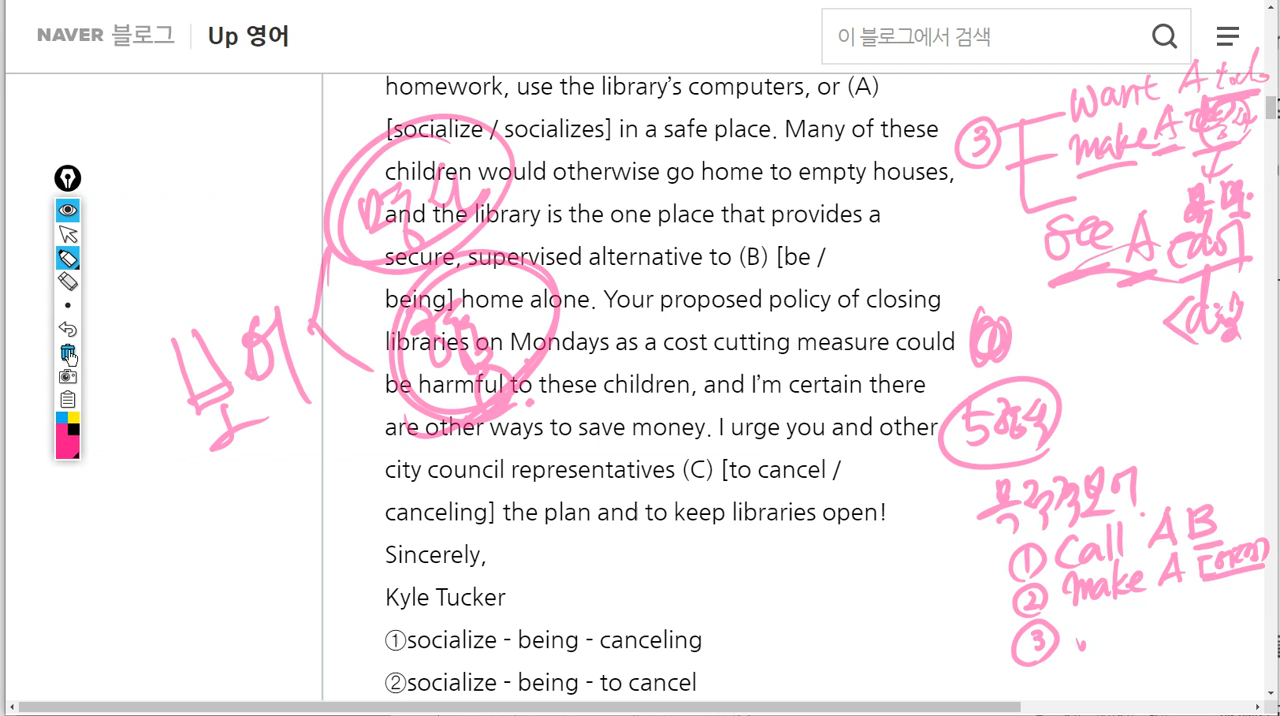 NAVER 블로그 Up 영어 이 블로그에서 검색
homework, use the library's computers, or (A)
[socialize / socializes] in a safe place. Many of these
children would otherwise go home to empty houses,
and the library is the one place that provides a
secure, supervised alternative to (B) [be /
being] home alone. Your proposed policy of closing
libraries on Mondays as a cost cutting measure could
be harmful to these children, and I'm certain there
are other ways to save money. I urge you and other
city council representatives (C) [to cancel /
canceling] the plan and to keep libraries open!
Sincerely,
Kyle Tucker
①socialize - being - canceling
②socialize - being - to cancel
보어
명사
③ want A to do
make A
see A [do]
5형식
목적격보어
① Call A B
② make A
③